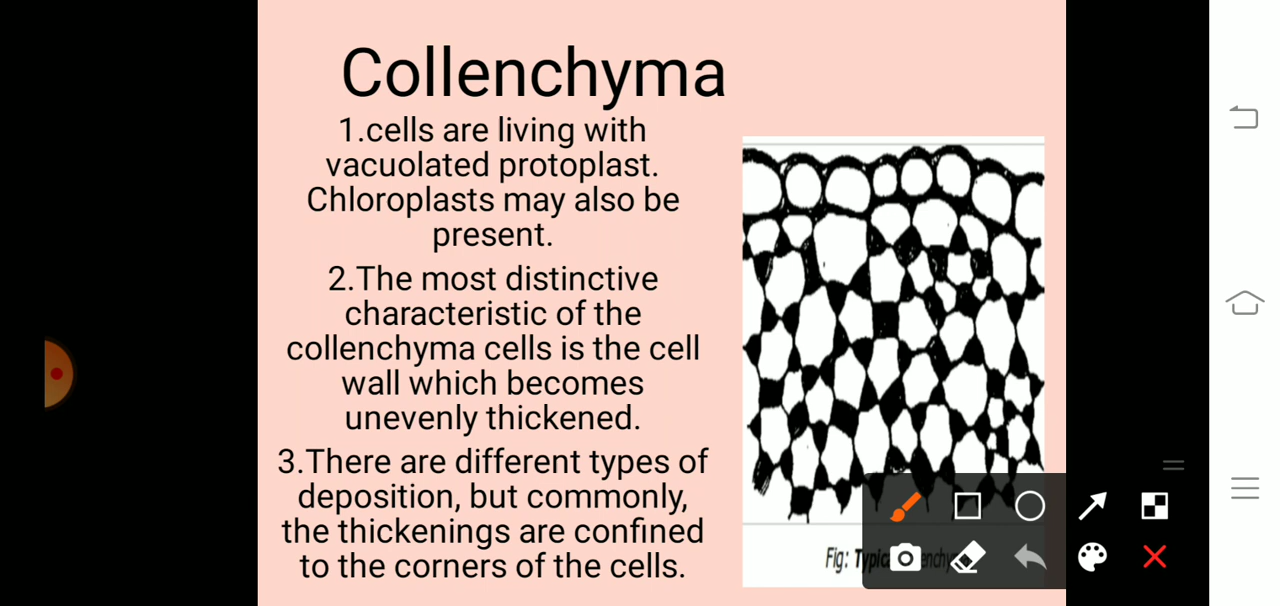 Collenchyma
1.cells are living with
vacuolated protoplast.
Chloroplasts may also be
present.
2.The most distinctive
characteristic of the
collenchyma cells is the cell
wall which becomes
unevenly thickened.
3.There are different types of
deposition, but commonly,
the thickenings are confined
to the corners of the cells.
Fig: